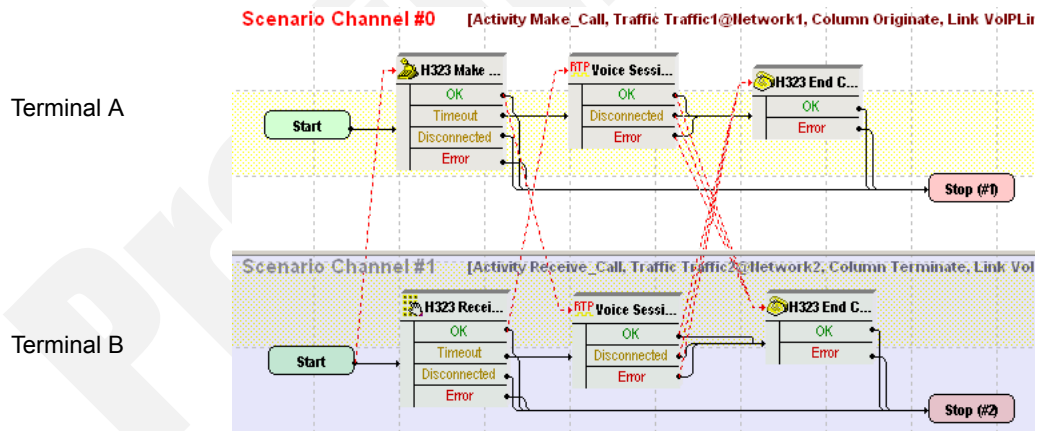 Scenario Channel #0 [Activity Make_Call, Traffic Traffic1@Network1, Column Originate, Link VoIPLin
Terminal A
Start
H323 Make ...
OK
Timeout
Disconnected
Error
RTP Voice Sessi...
OK
Disconnected
Error
H323 End C...
OK
Error
Stop (#1)
Scenario Channel #1 [Activity Receive_Call, Traffic Traffic2@Network2, Column Terminate, Link VoI
Terminal B
Start
H323 Recei...
OK
Timeout
Disconnected
Error
RTP Voice Sessi...
OK
Disconnected
Error
H323 End C...
OK
Error
Stop (#2)